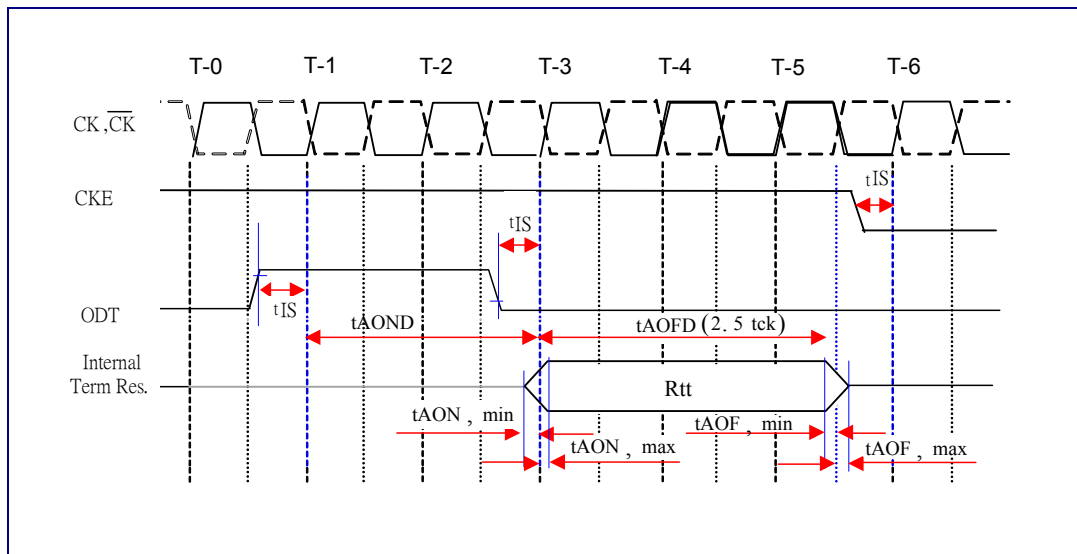 T-0 T-1 T-2 T-3 T-4 T-5 T-6
CK , CK
CKE
tIS
tIS
tIS
ODT
tAOND
tAOFD (2. 5 tck)
Internal
Term Res.
Rtt
tAON , min
tAOF , min
tAON , max
tAOF , max